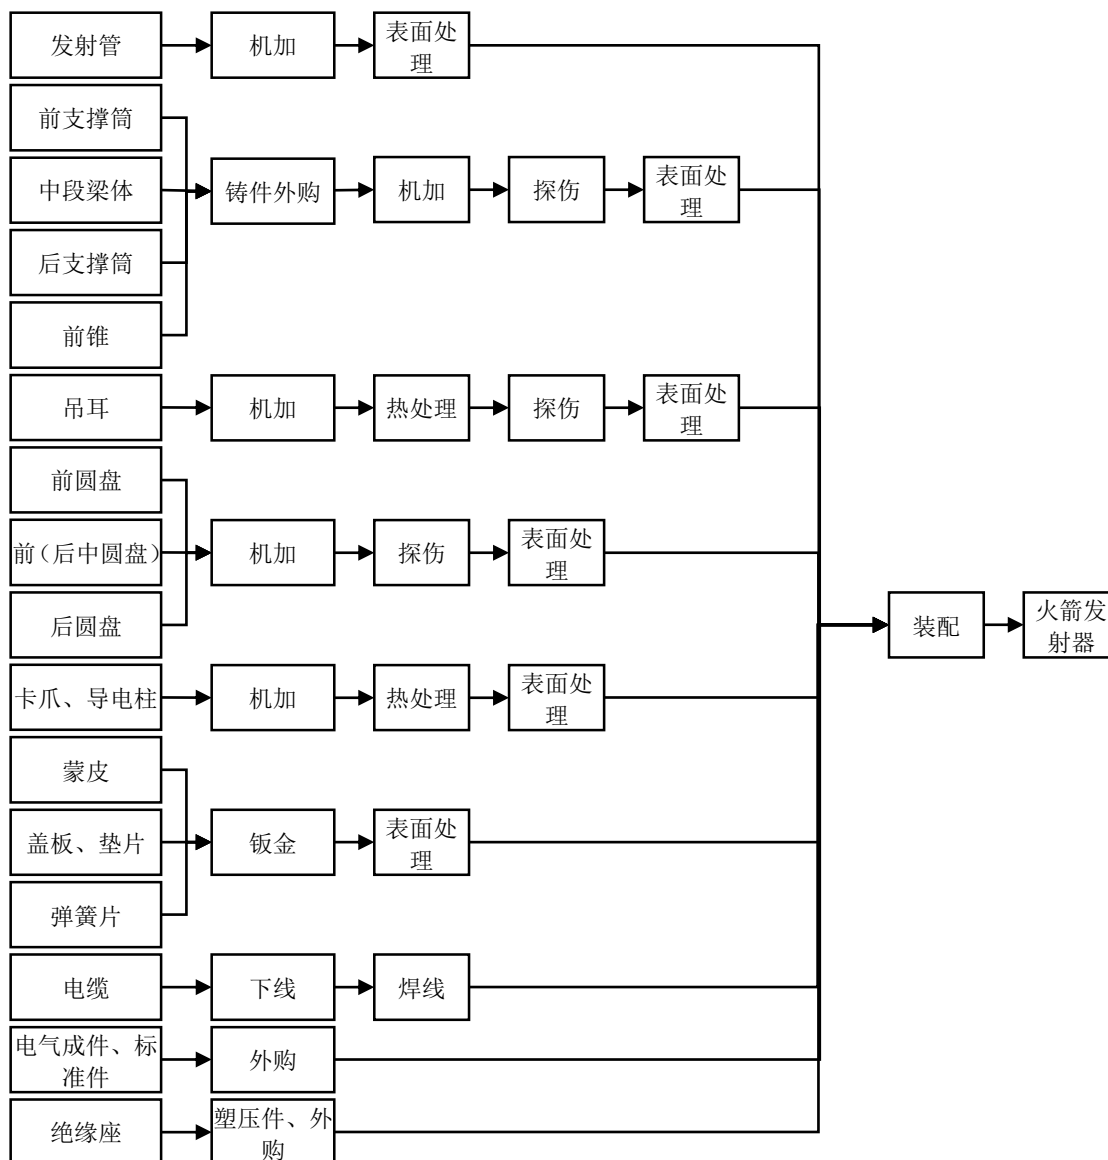 发射管
机加
表面处
理
前支撑筒
中段梁体
后支撑筒
前锥
铸件外购
机加
探伤
表面处
理
吊耳
机加
热处理
探伤
表面处
理
前圆盘
前（后中圆盘）
后圆盘
机加
探伤
表面处
理
卡爪、导电柱
机加
热处理
表面处
理
蒙皮
盖板、垫片
弹簧片
钣金
表面处
理
电缆
下线
焊线
电气成件、标
准件
外购
绝缘座
塑压件、外
购
装配
火箭发
射器